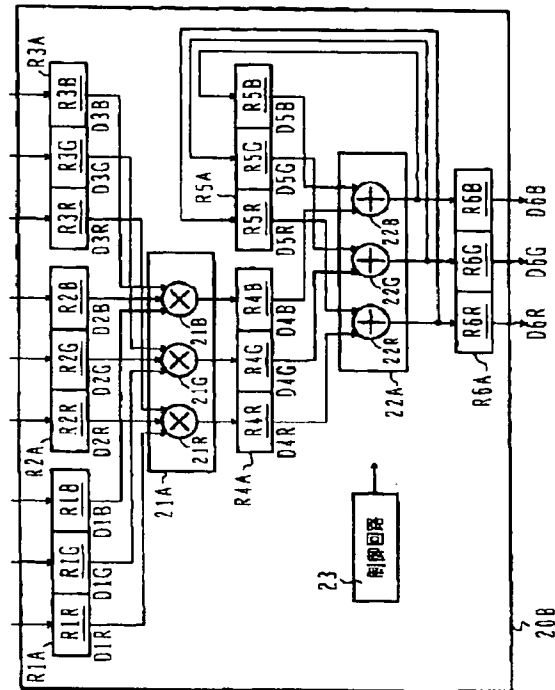 R1A
R1R R1G R1B
D1R D1G D1B
R2A
R2R R2G R2B
D2R D2G D2B
R3A
R3R R3G R3B
D3R D3G D3B
21A
21R 21G 21B
R4A
R4R R4G R4B
D4R D4G D4B
R5A
R5R R5G R5B
D5R D5G D5B
22A
22R 22G 22B
23
制御回路
R6A
R6R R6G R6B
D6R D6G D6B
20B